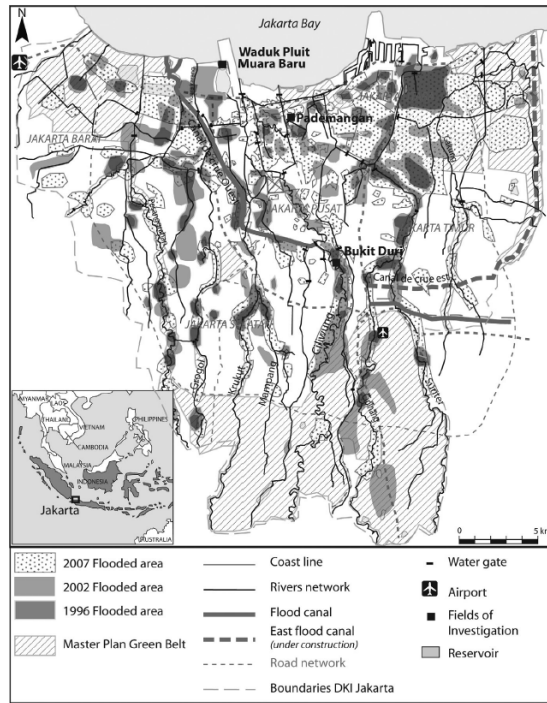 N
Jakarta Bay
Waduk Pluit
Muara Baru
Pademangan
JAKARTA BARAT
JAKARTA PUSAT
JAKARTA TIMUR
Bukit Duri
Canal de crue est
JAKARTA SELATAN
Grogol
Krukut
Mampang
Ciliwung
Sunter
MYANMAR
LAOS
THAILAND
VIETNAM
PHILIPPINES
CAMBODIA
MALAYSIA
INDONESIA
Jakarta
AUSTRALIA
0
5 km
2007 Flooded area
2002 Flooded area
1996 Flooded area
Master Plan Green Belt
Coast line
Rivers network
Flood canal
East flood canal
(under construction)
Road network
Boundaries DKI Jakarta
Water gate
Airport
Fields of
Investigation
Reservoir